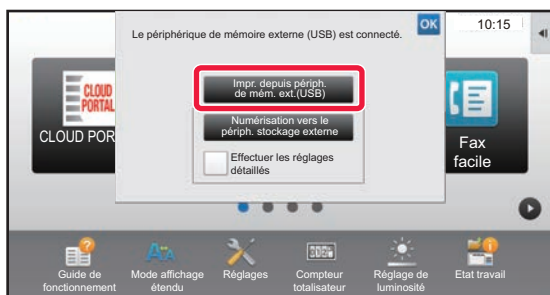 Le périphérique de mémoire externe (USB) est connecté.
OK
10:15
Impr. depuis périph.
de mém. ext.(USB)
Numérisation vers le
périph. stockage externe
Effectuer les réglages
détaillés
CLOUD
PORTAL
CLOUD POR
Fax
facile
Guide de
fonctionnement
Mode affichage
étendu
Réglages
Compteur
totalisateur
Réglage de
luminosité
Etat travail